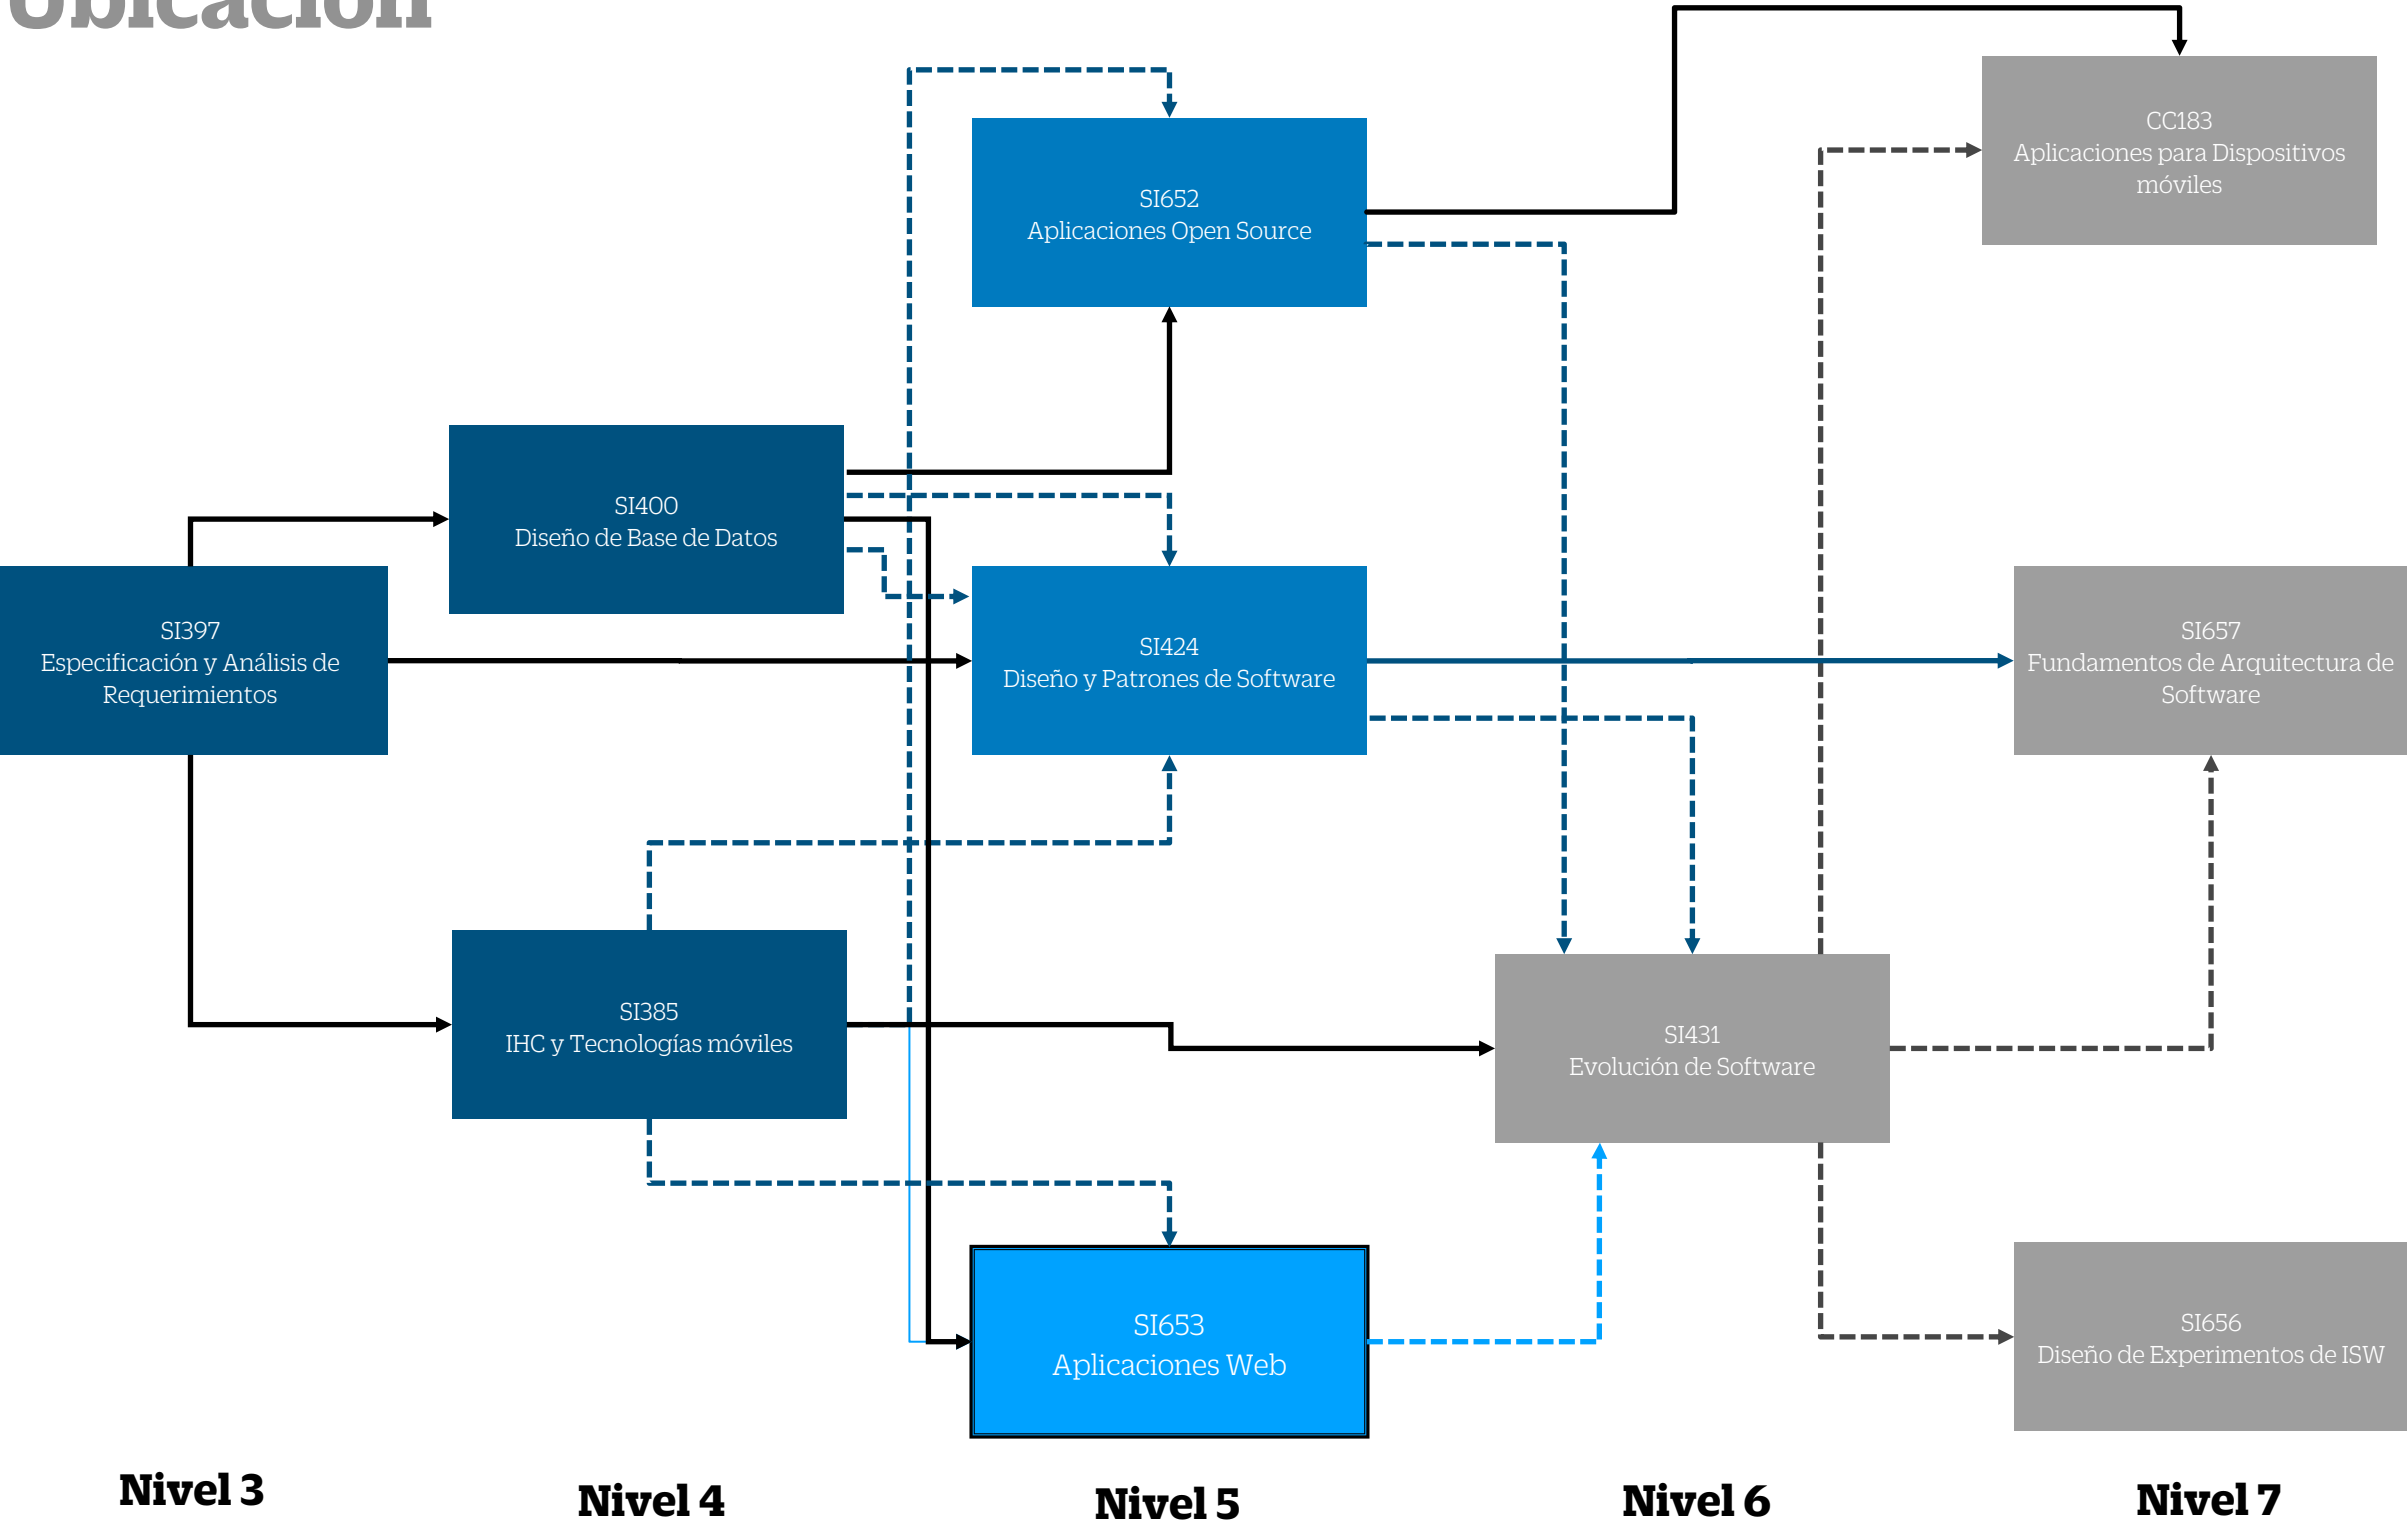 Ubicación
CC183
Aplicaciones para Dispositivos
móviles
SI652
Aplicaciones Open Source
SI400
Diseño de Base de Datos
SI397
Especificación y Análisis de
Requerimientos
SI424
Diseño y Patrones de Software
SI657
Fundamentos de Arquitectura de
Software
SI385
IHC y Tecnologías móviles
SI431
Evolución de Software
SI653
Aplicaciones Web
SI656
Diseño de Experimentos de ISW
Nivel 3
Nivel 4
Nivel 5
Nivel 6
Nivel 7